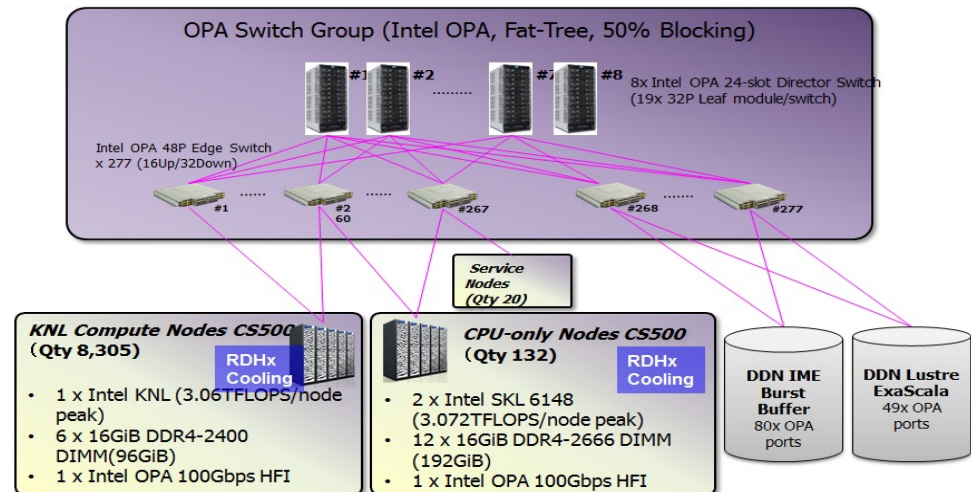 OPA Switch Group (Intel OPA, Fat-Tree, 50% Blocking)
#1
#2
........
#7
#8
8x Intel OPA 24-slot Director Switch
(19x 32P Leaf module/switch)
Intel OPA 48P Edge Switch
x 277 (16Up/32Down)
#1
......
#2
60
......
#267
#268
......
#277
Service
Nodes
(Qty 20)
KNL Compute Nodes CS500
(Qty 8,305)
RDHx
Cooling
• 1 x Intel KNL (3.06TFLOPS/node
peak)
• 6 x 16GiB DDR4-2400
DIMM(96GiB)
• 1 x Intel OPA 100Gbps HFI
CPU-only Nodes CS500
(Qty 132)
RDHx
Cooling
• 2 x Intel SKL 6148
(3.072TFLOPS/node peak)
• 12 x 16GiB DDR4-2666 DIMM
(192GiB)
• 1 x Intel OPA 100Gbps HFI
DDN IME
Burst
Buffer
80x OPA
ports
DDN Lustre
ExaScala
49x OPA
ports